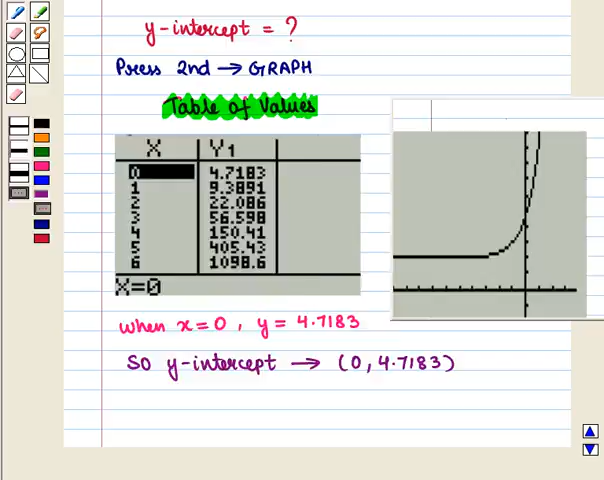 y-intercept = ?
Press 2nd → GRAPH
Table of Values
X Y1
0 4.7183
1 9.3891
2 22.086
3 56.598
4 150.41
5 405.43
6 1098.6
X=0
when x=0, y = 4.7183
So y-intercept → (0, 4.7183)